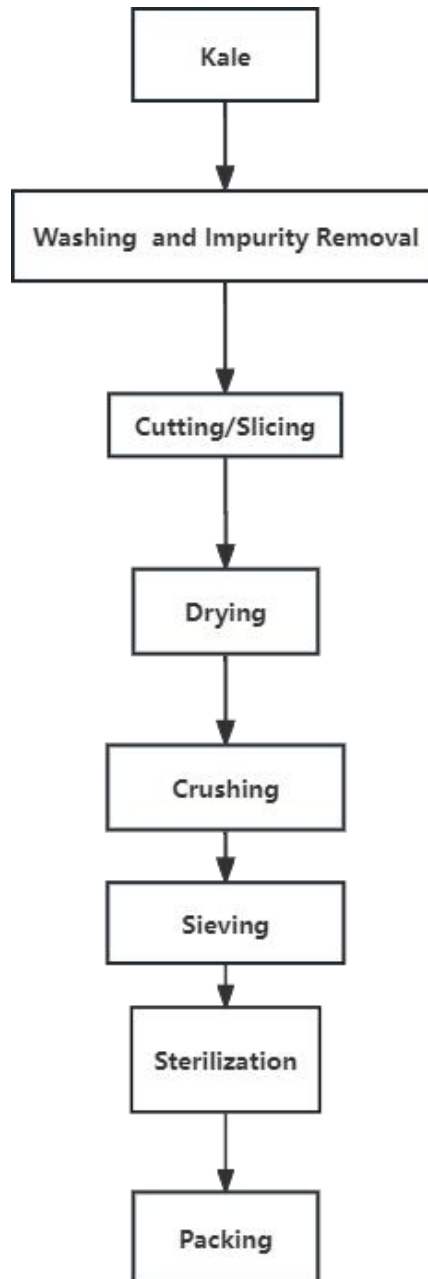 Kale
Washing and Impurity Removal
Cutting/Slicing
Drying
Crushing
Sieving
Sterilization
Packing